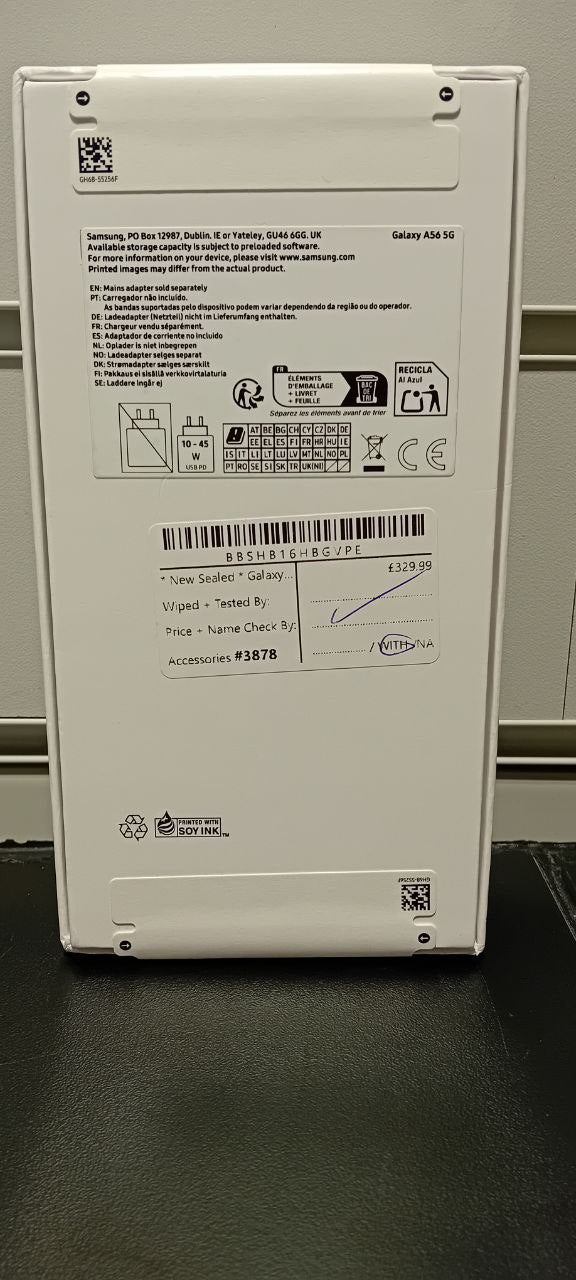 GH68-55256F
Samsung, PO Box 12987, Dublin. IE or Yateley, GU46 6GG. UK
Galaxy A56 5G
Available storage capacity is subject to preloaded software.
For more information on your device, please visit www.samsung.com
Printed images may differ from the actual product.
EN: Mains adapter sold separately
PT: Carregador não incluído.
As bandas suportadas pelo dispositivo podem variar dependendo da região ou do operador.
DE: Ladeadapter (Netzteil) nicht im Lieferumfang enthalten.
FR: Chargeur vendu séparément.
ES: Adaptador de corriente no incluido
NL: Oplader is niet inbegrepen
NO: Ladeadapter selges separat
DK: Strømadapter sælges særskilt
FI: Pakkaus ei sisällä verkkovirtalaturia
SE: Laddare ingår ej
FR
ÉLÉMENTS
D'EMBALLAGE
+ LIVRET
+ FEUILLE
BAC
DE
TRI
Séparez les éléments avant de trier
RECICLA
Al Azul
10 - 45
W
USB PD
AT BE BG CH CY CZ DK DE
EE EL ES FI FR HR HU IE
IS IT LI LT LU LV MT NL NO PL
PT RO SE SI SK TR UK(NI)
CE
BBSHB16HBGVPE
* New Sealed * Galaxy...
£329.99
Wiped + Tested By:
Price + Name Check By:
Accessories #3878
/ WITH/NA
PRINTED WITH
SOY INK TM
GH68-55256F